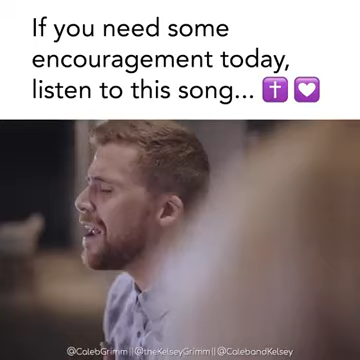 If you need some
encouragement today,
listen to this song... ✝️💟
@CalebGrimm||@theKelseyGrimm||@CalebandKelsey